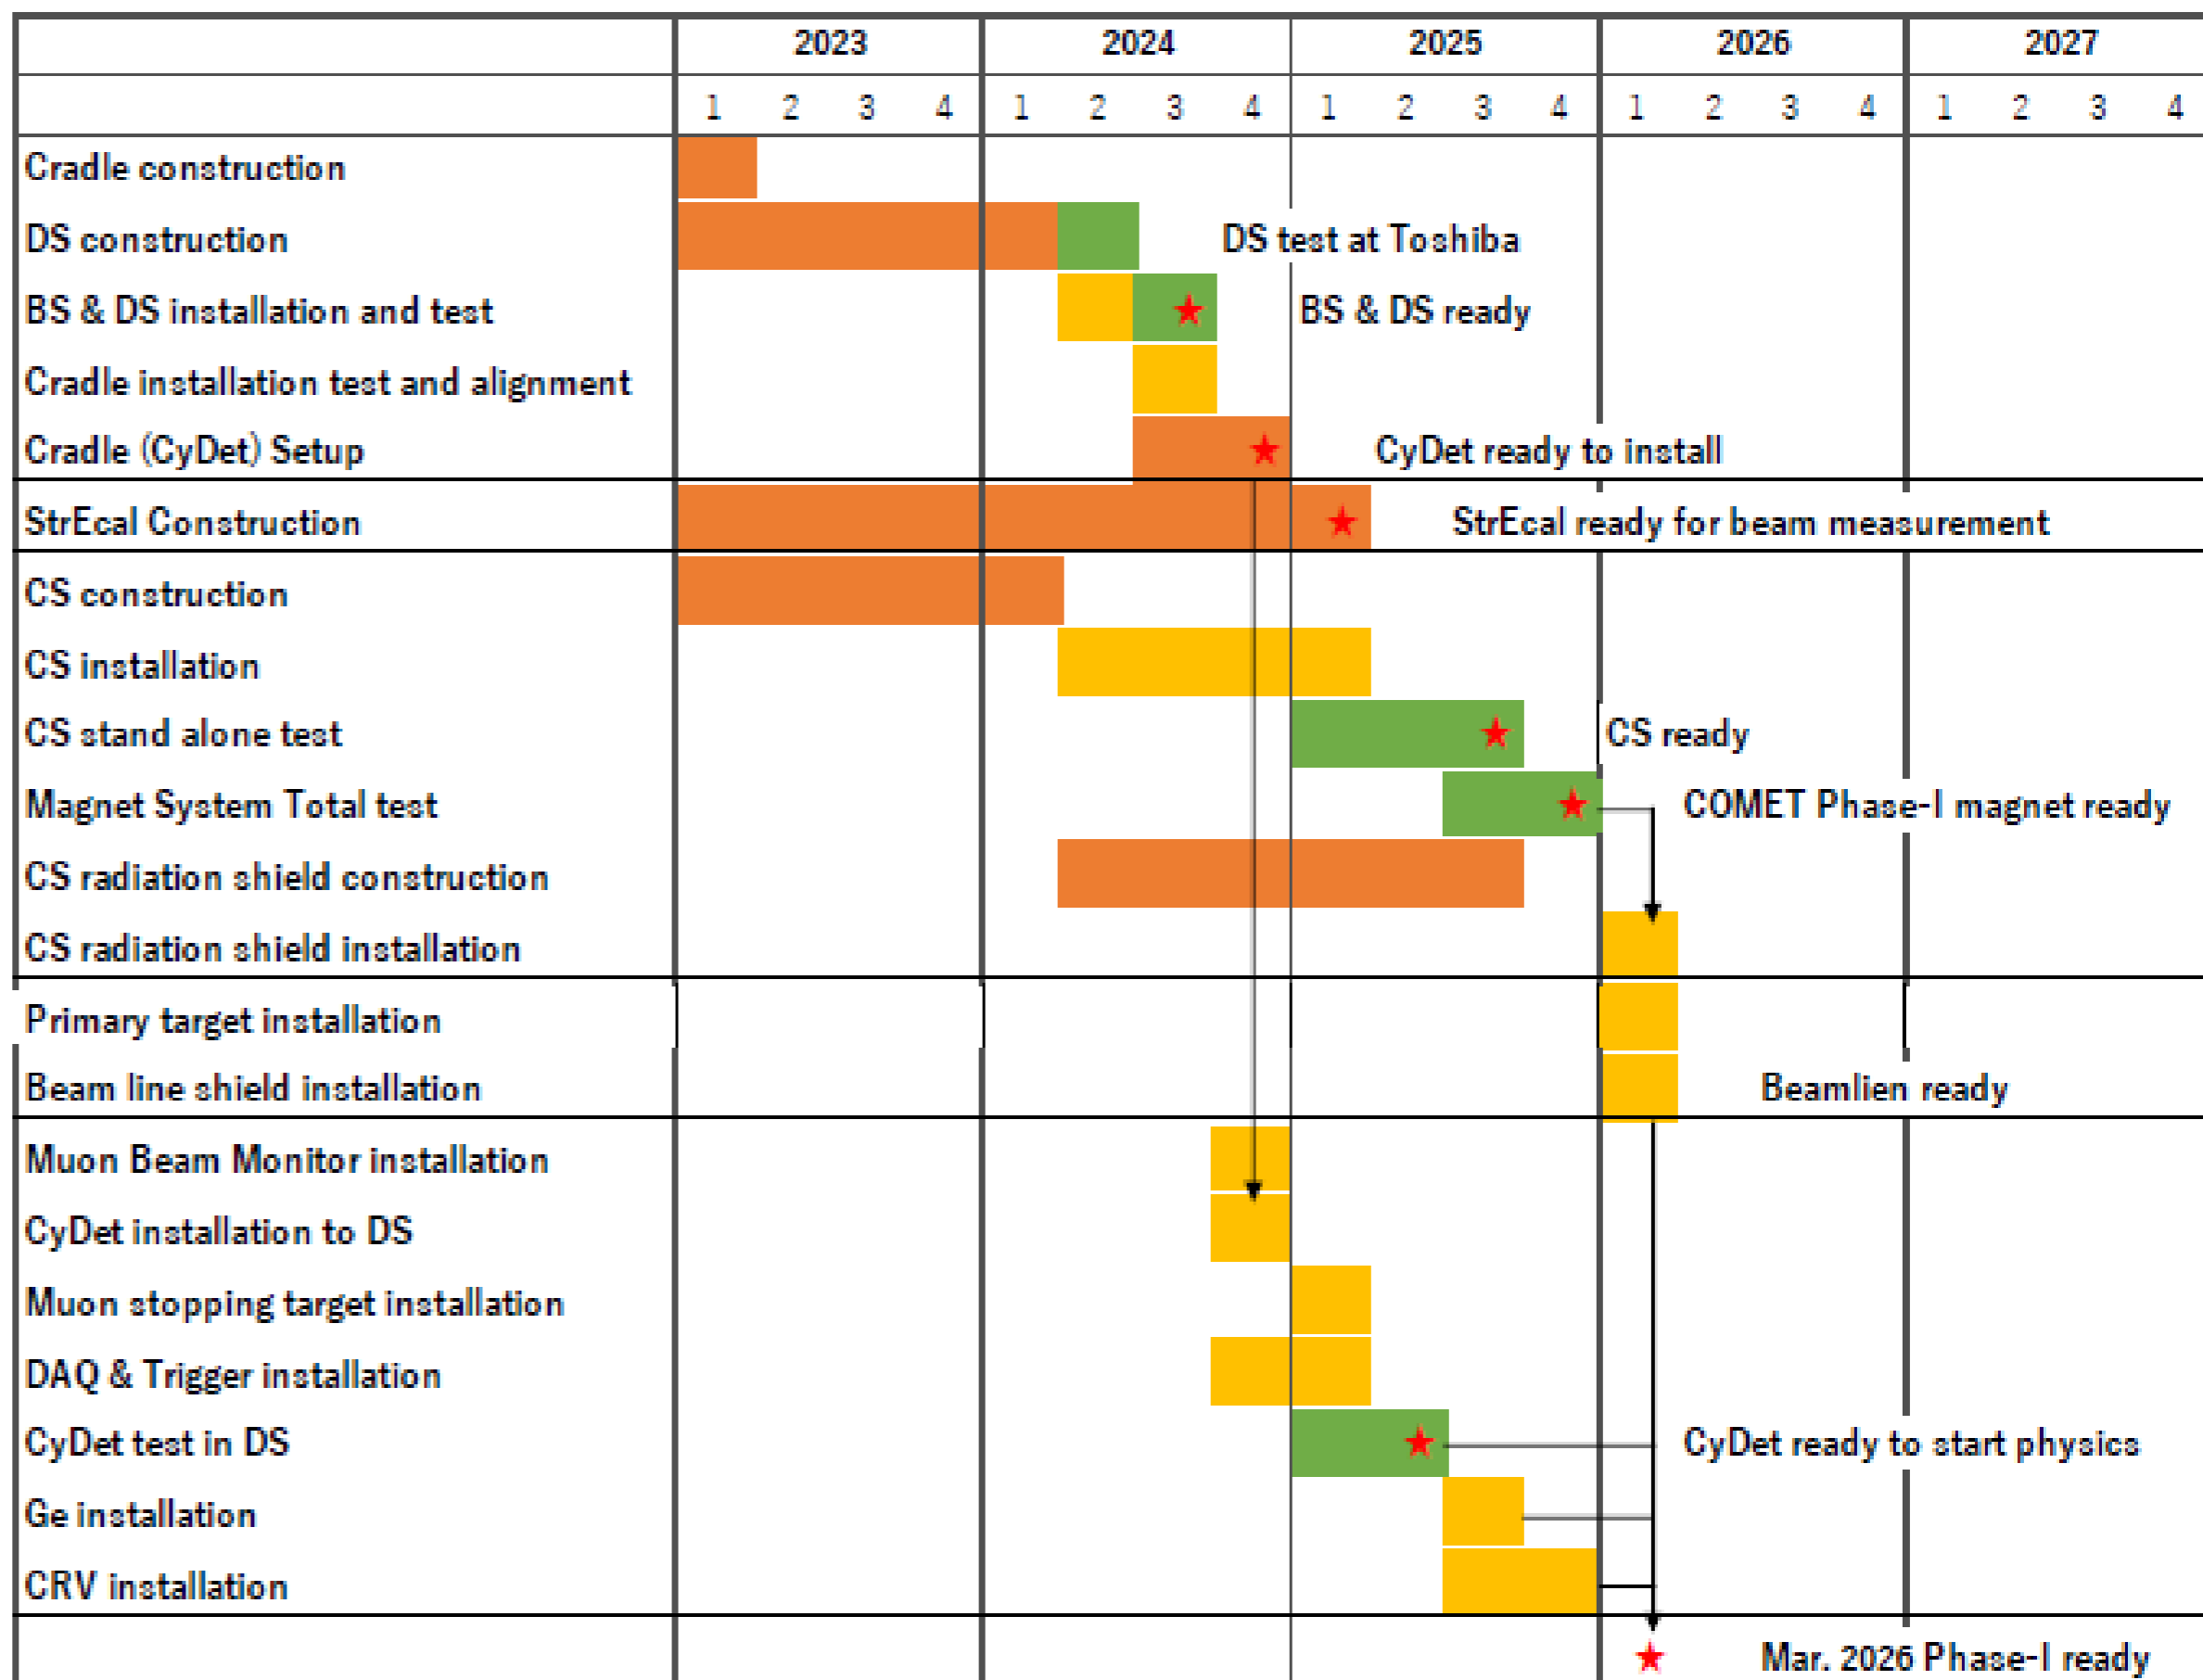 2023 2024 2025 2026 2027
1 2 3 4 1 2 3 4 1 2 3 4 1 2 3 4 1 2 3 4
Cradle construction
DS construction DS test at Toshiba
BS & DS installation and test BS & DS ready
Cradle installation test and alignment
Cradle (CyDet) Setup CyDet ready to install
StrEcal Construction StrEcal ready for beam measurement
CS construction
CS installation
CS stand alone test CS ready
Magnet System Total test COMET Phase-I magnet ready
CS radiation shield construction
CS radiation shield installation
Primary target installation
Beam line shield installation Beamlien ready
Muon Beam Monitor installation
CyDet installation to DS
Muon stopping target installation
DAQ & Trigger installation
CyDet test in DS CyDet ready to start physics
Ge installation
CRV installation
Mar. 2026 Phase-I ready